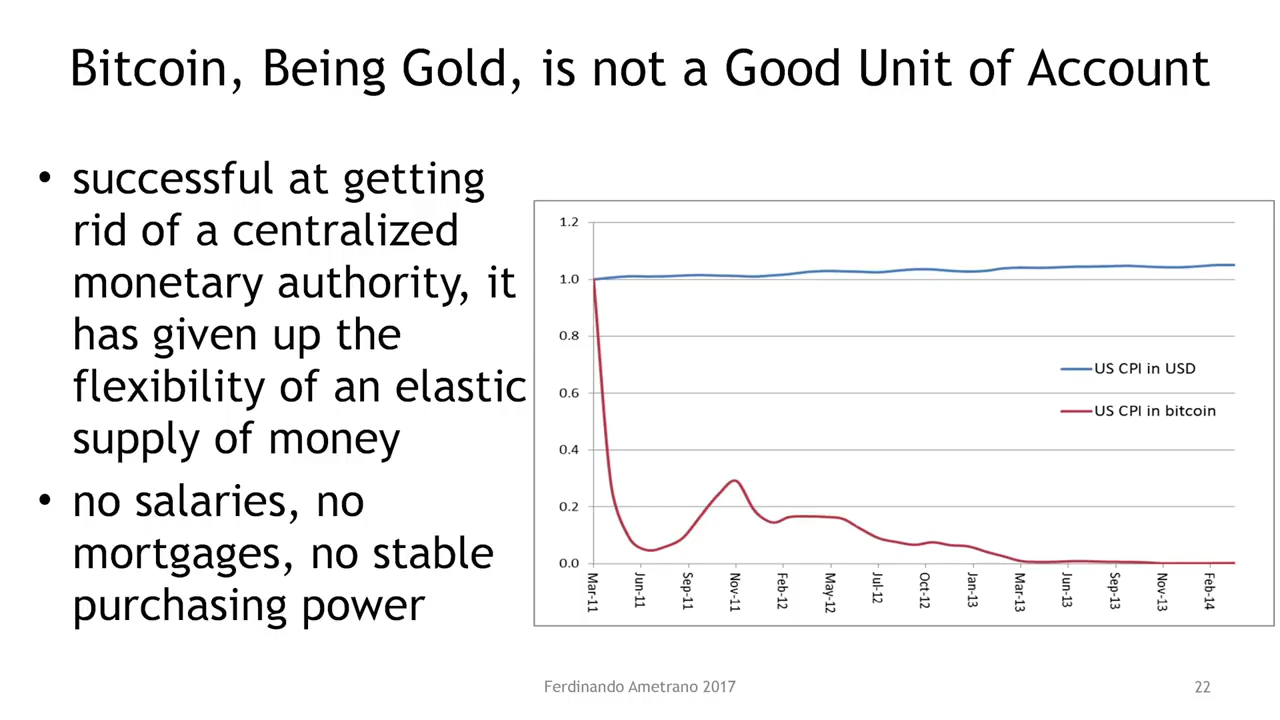 Bitcoin, Being Gold, is not a Good Unit of Account
• successful at getting
rid of a centralized
monetary authority, it
has given up the
flexibility of an elastic
supply of money
• no salaries, no
mortgages, no stable
purchasing power
1.2
1.0
0.8
0.6
0.4
0.2
0.0
US CPI in USD
US CPI in bitcoin
Mar-11
Jun-11
Sep-11
Nov-11
Feb-12
May-12
Jul-12
Oct-12
Jan-13
Mar-13
Jun-13
Sep-13
Nov-13
Feb-14
Ferdinando Ametrano 2017
22